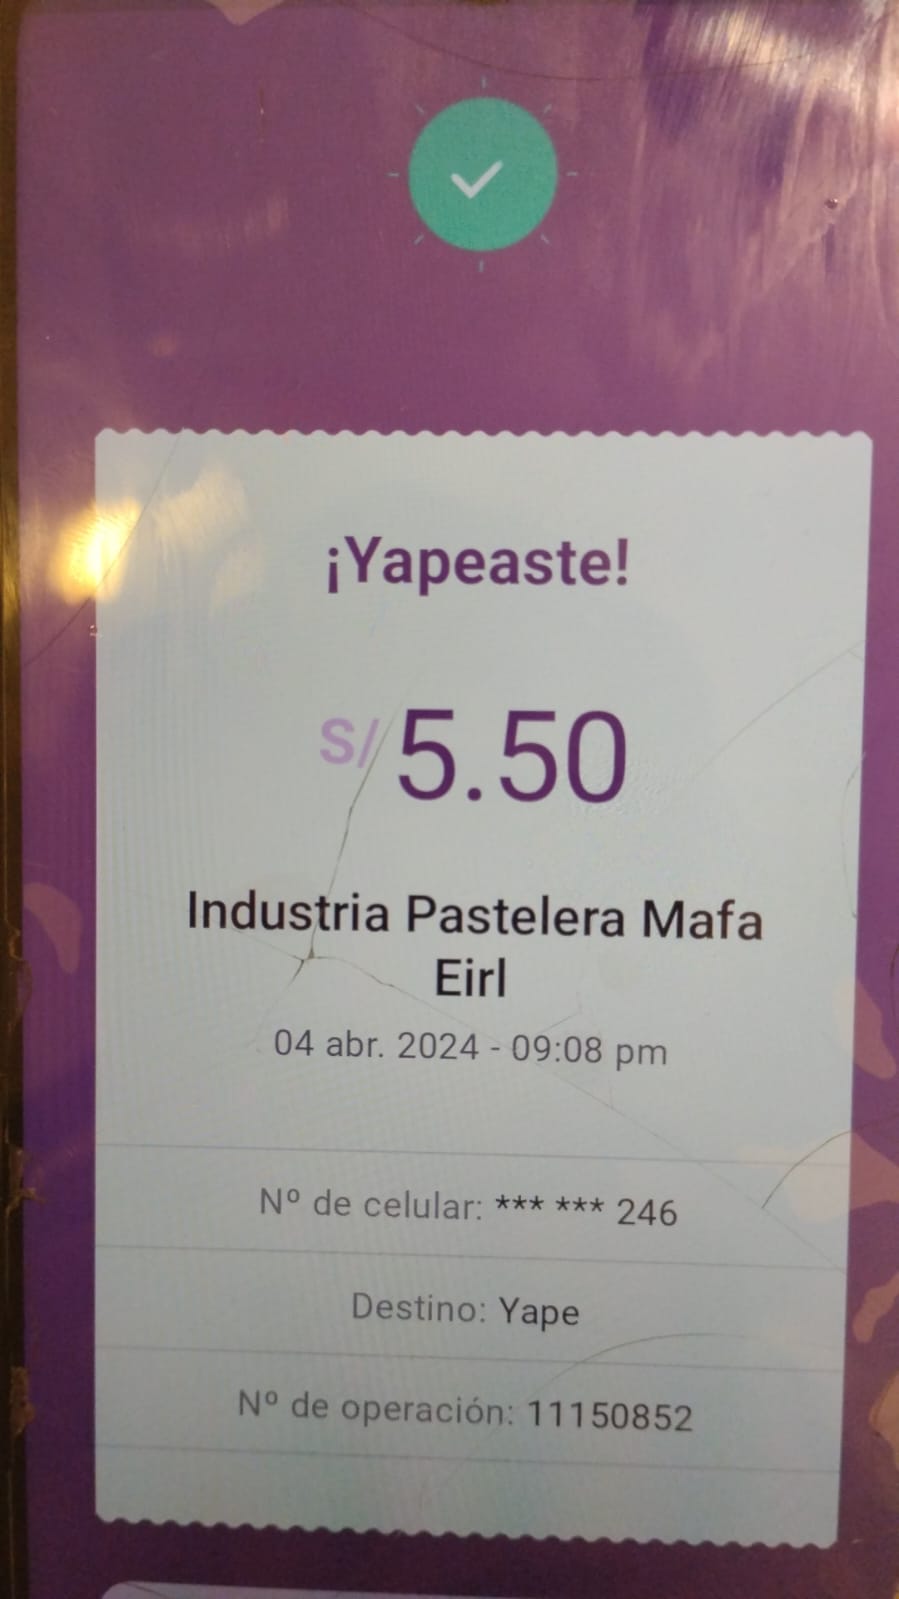 ¡Yapeaste!
S/ 5.50
Industria Pastelera Mafa
Eirl
04 abr. 2024 - 09:08 pm
Nº de celular: *** *** 246
Destino: Yape
Nº de operación: 11150852